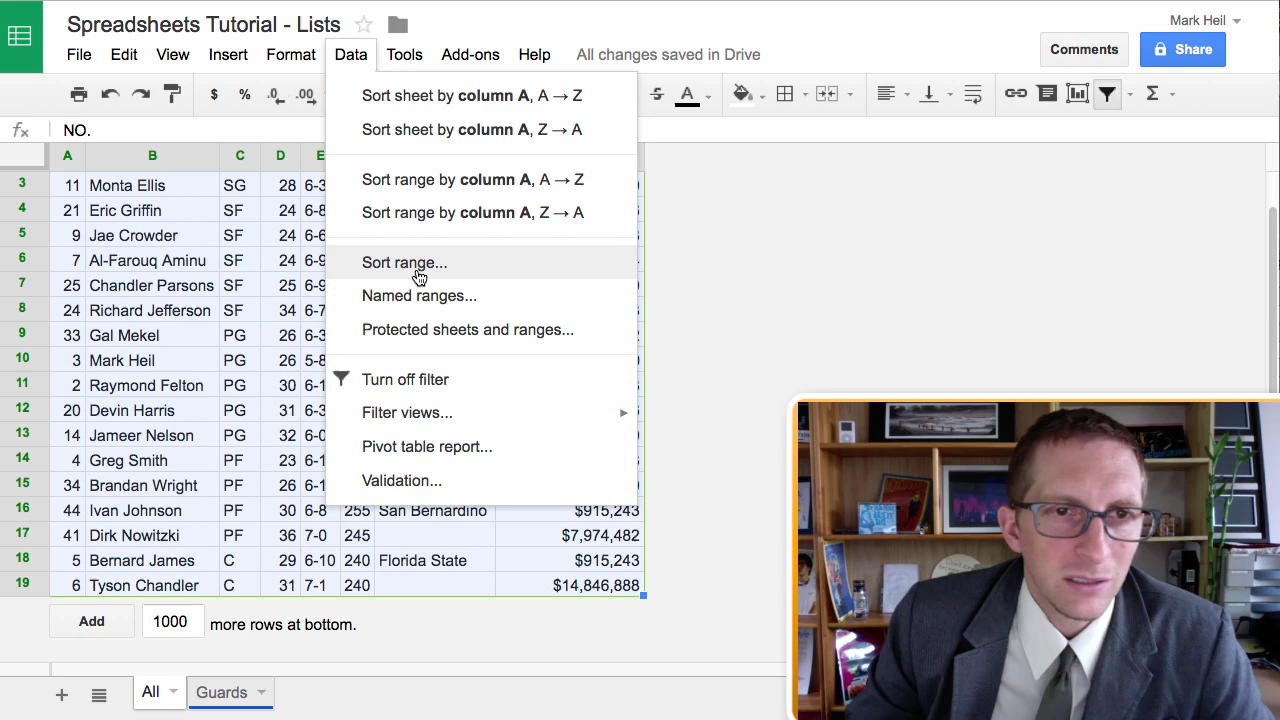 Spreadsheets Tutorial - Lists
Mark Heil
File Edit View Insert Format Data Tools Add-ons Help All changes saved in Drive
Comments Share
$ % .0 .00 A Σ
fx NO.
Sort sheet by column A, A → Z
Sort sheet by column A, Z → A
Sort range by column A, A → Z
Sort range by column A, Z → A
Sort range...
Named ranges...
Protected sheets and ranges...
Turn off filter
Filter views...
Pivot table report...
Validation...
A B C D E
3 11 Monta Ellis SG 28 6-3
4 21 Eric Griffin SF 24 6-8
5 9 Jae Crowder SF 24 6-6
6 7 Al-Farouq Aminu SF 24 6-9
7 25 Chandler Parsons SF 25 6-9
8 24 Richard Jefferson SF 34 6-7
9 33 Gal Mekel PG 26 6-3
10 3 Mark Heil PG 26 5-8
11 2 Raymond Felton PG 30 6-1
12 20 Devin Harris PG 31 6-3
13 14 Jameer Nelson PG 32 6-0
14 4 Greg Smith PF 23 6-1
15 34 Brandan Wright PF 26 6-1
16 44 Ivan Johnson PF 30 6-8 255 San Bernardino $915,243
17 41 Dirk Nowitzki PF 36 7-0 245 $7,974,482
18 5 Bernard James C 29 6-10 240 Florida State $915,243
19 6 Tyson Chandler C 31 7-1 240 $14,846,888
Add 1000 more rows at bottom.
+ All Guards